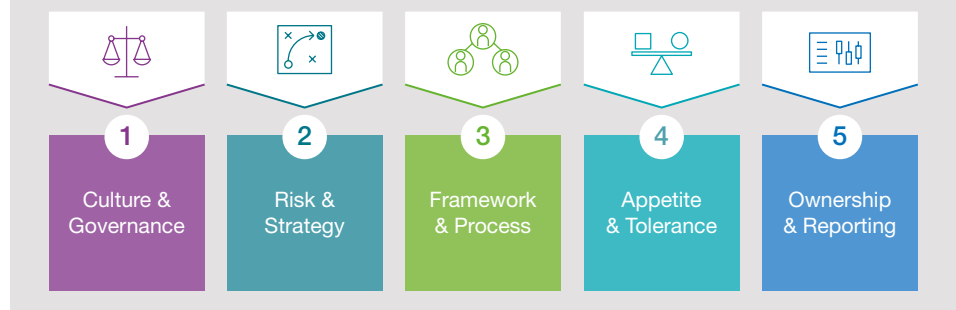 1
Culture &
Governance
2
Risk &
Strategy
3
Framework
& Process
4
Appetite
& Tolerance
5
Ownership
& Reporting